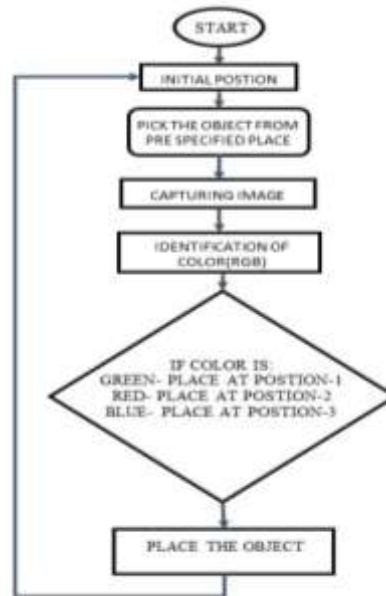 START
INITIAL POSTION
PICK THE OBJECT FROM
PRE SPECIFIED PLACE
CAPTURING IMAGE
IDENTIFICATION OF
COLOR(RGB)
IF COLOR IS:
GREEN- PLACE AT POSTION-1
RED- PLACE AT POSTION-2
BLUE- PLACE AT POSTION-3
PLACE THE OBJECT